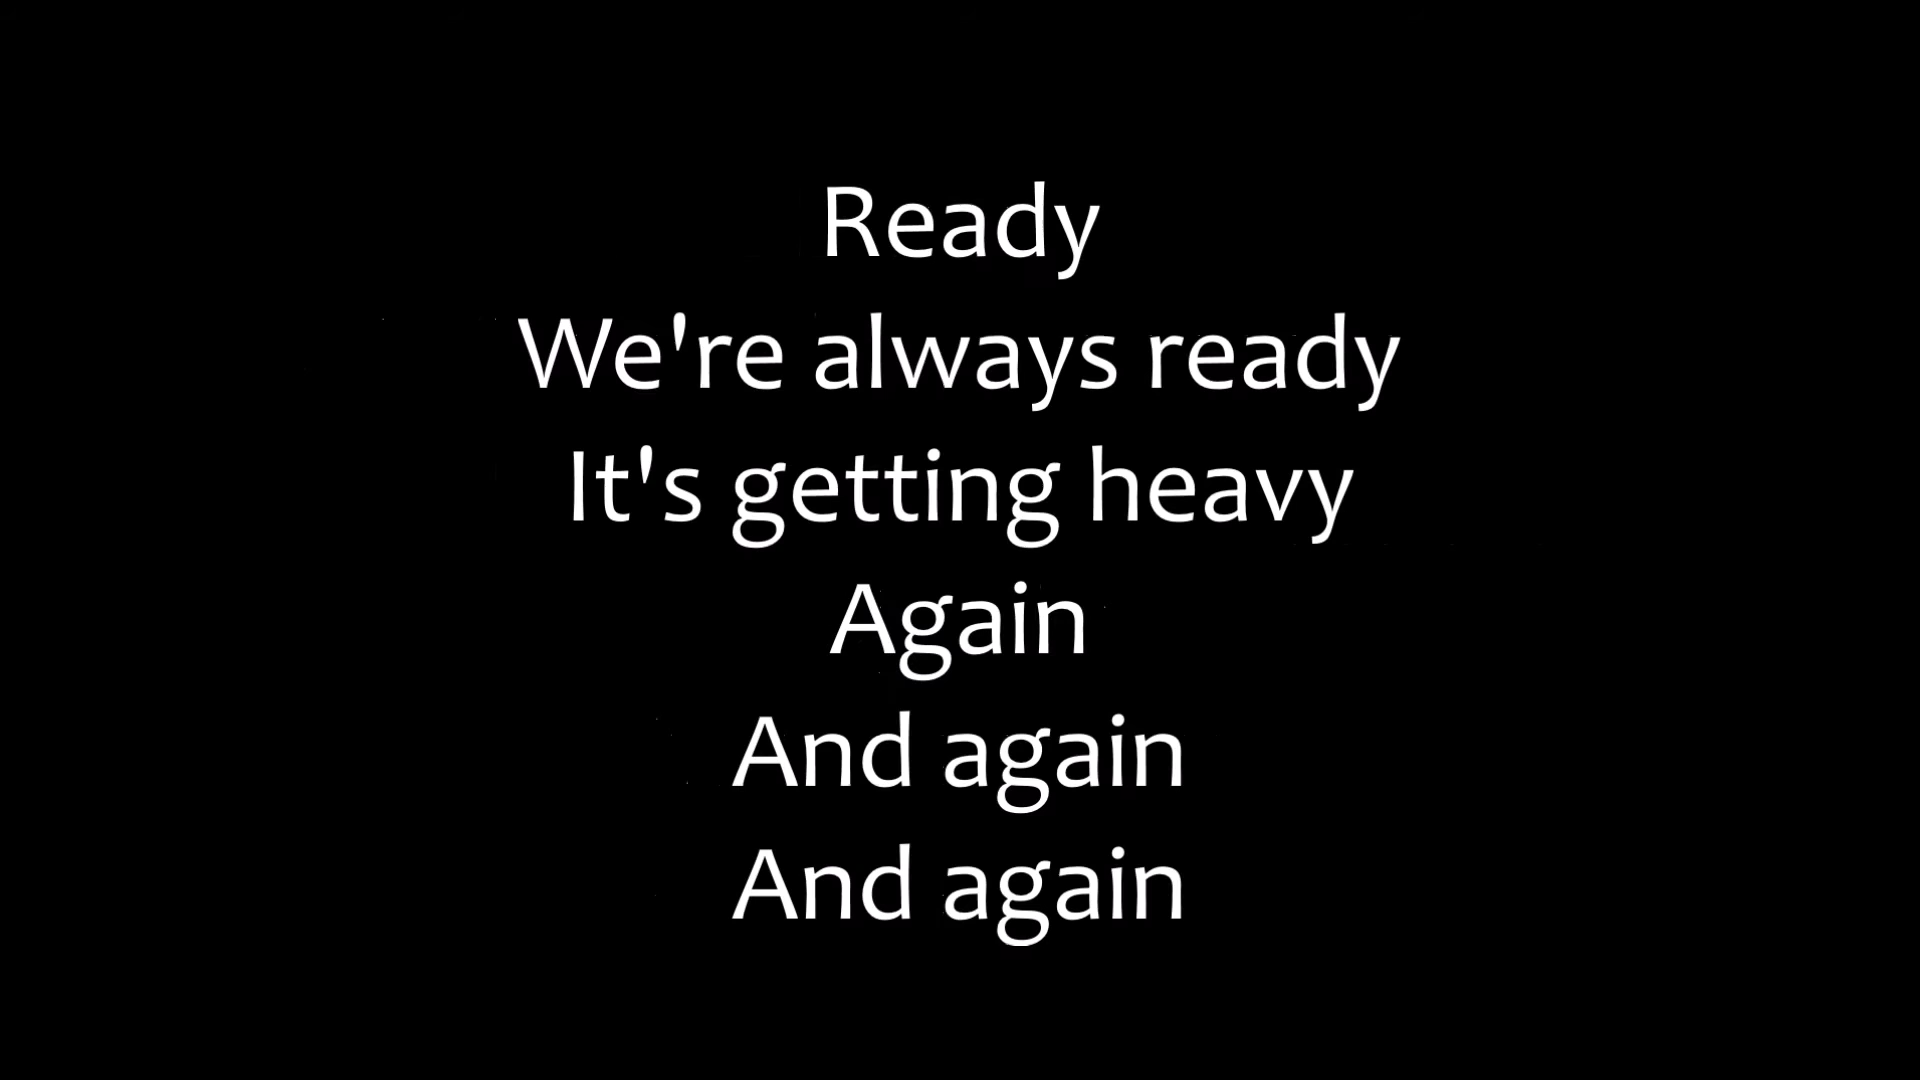 Ready
We're always ready
It's getting heavy
Again
And again
And again